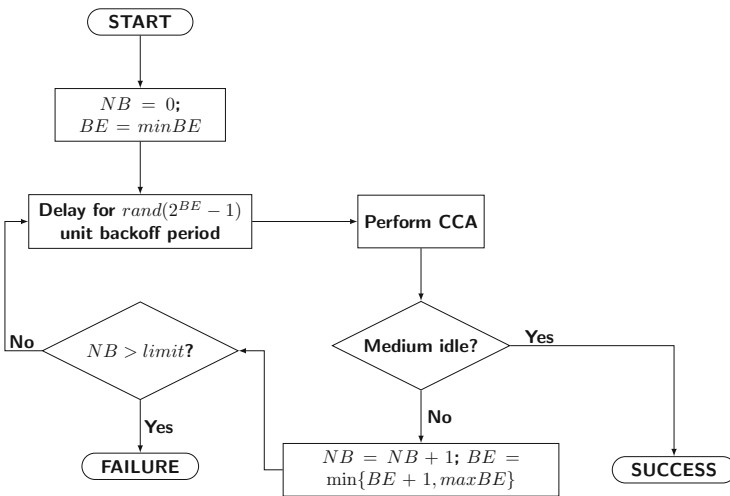 START
NB = 0;
BE = minBE
Delay for rand(2^{BE} − 1)
unit backoff period
Perform CCA
No
NB > limit?
Medium idle?
Yes
Yes
No
FAILURE
NB = NB + 1; BE =
min{BE + 1, maxBE}
SUCCESS